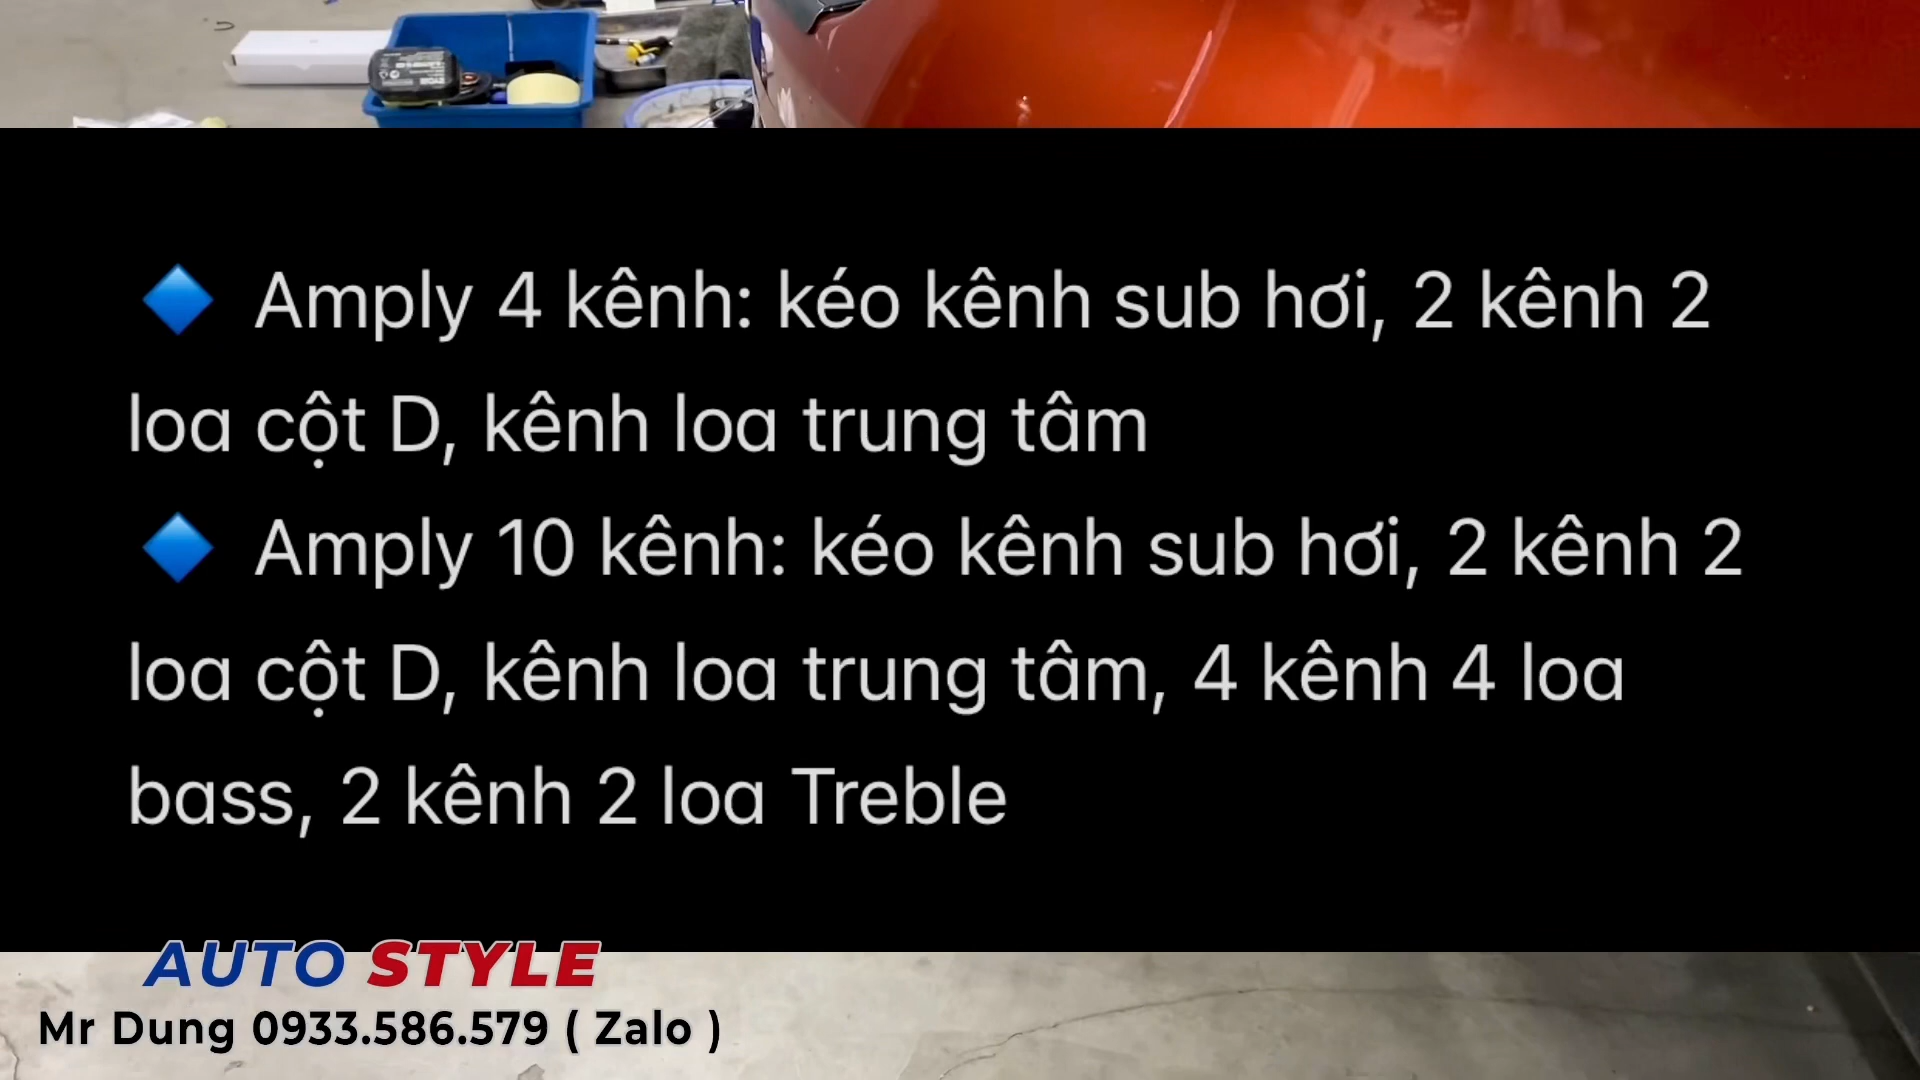 🔷 Amply 4 kênh: kéo kênh sub hơi, 2 kênh 2
loa cột D, kênh loa trung tâm
🔷 Amply 10 kênh: kéo kênh sub hơi, 2 kênh 2
loa cột D, kênh loa trung tâm, 4 kênh 4 loa
bass, 2 kênh 2 loa Treble
AUTO STYLE
Mr Dung 0933.586.579 ( Zalo )